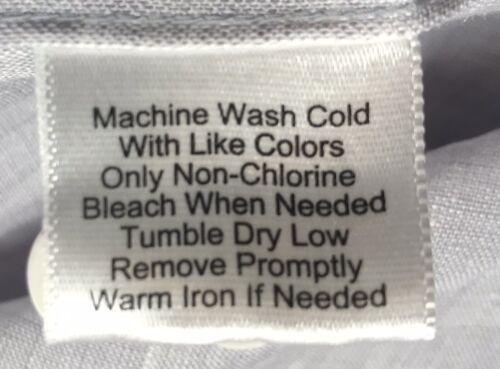 Machine Wash Cold
With Like Colors
Only Non-Chlorine
Bleach When Needed
Tumble Dry Low
Remove Promptly
Warm Iron If Needed